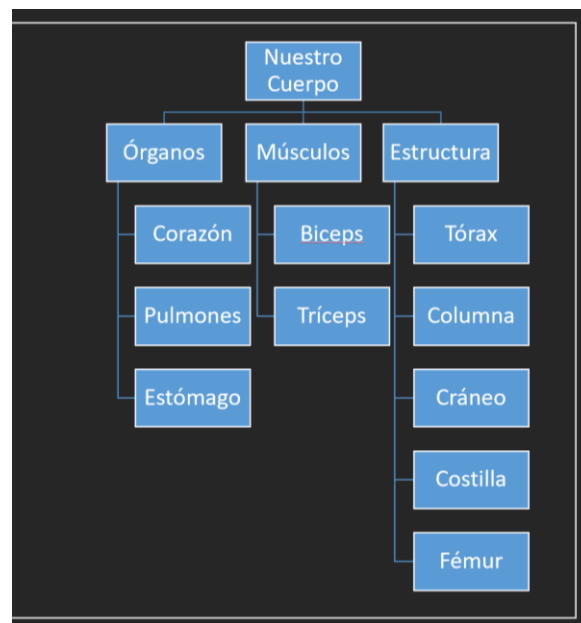 Nuestro
Cuerpo
Órganos
Músculos
Estructura
Corazón
Biceps
Tórax
Pulmones
Tríceps
Columna
Estómago
Cráneo
Costilla
Fémur